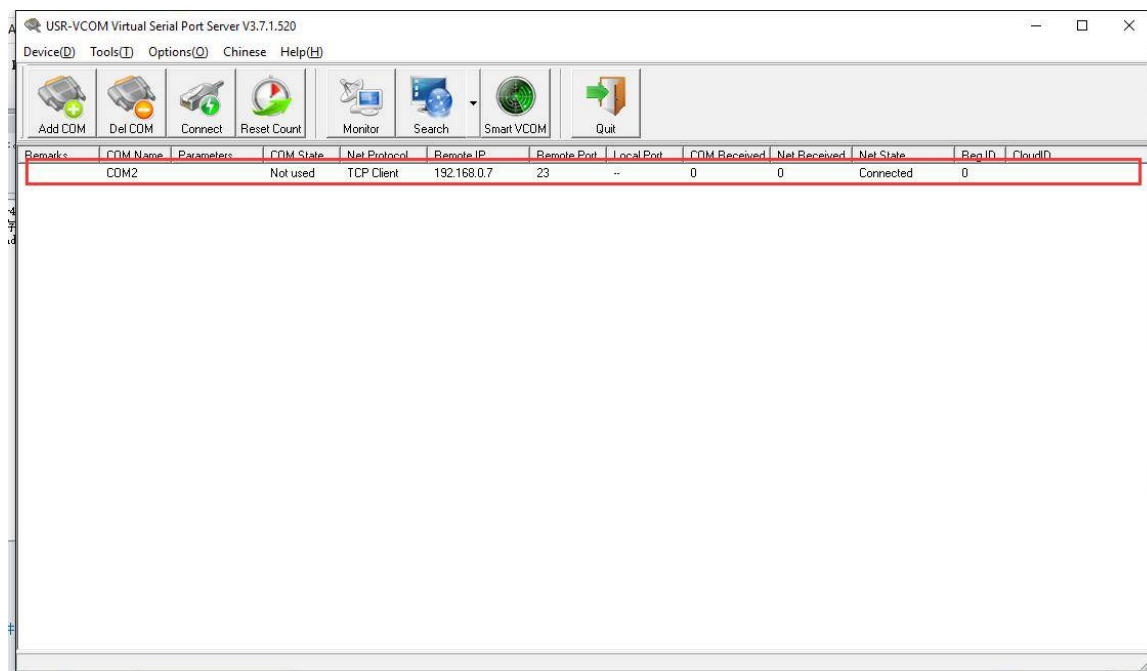 USR-VCOM Virtual Serial Port Server V3.7.1.520
Device(D) Tools(T) Options(O) Chinese Help(H)
Add COM Del COM Connect Reset Count Monitor Search Smart VCOM Quit
Remarks COM Name Parameters COM State Net Protocol Remote IP Remote Port Local Port COM Received Net Received Net State Reg ID CloudID
COM2 Not used TCP Client 192.168.0.7 23 -- 0 0 Connected 0